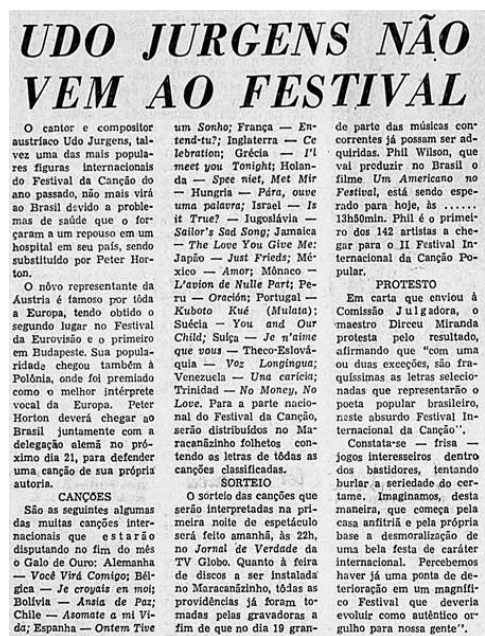 UDO JURGENS NÃO
VEM AO FESTIVAL
O cantor e compositor
austríaco Udo Jurgens, tal-
vez uma das mais popula-
res figuras internacionais
do Festival da Canção do
ano passado, não mais virá
ao Brasil devido a proble-
mas de saúde que o for-
çaram a um repouso em um
hospital em seu país, sendo
substituído por Peter Hor-
ton.
O nôvo representante da
Áustria é famoso por tôda
a Europa, tendo obtido o
segundo lugar no Festival
da Eurovisão e o primeiro
em Budapeste. Sua popula-
ridade chegou também à
Polônia, onde foi premiado
como o melhor intérprete
vocal da Europa. Peter
Horton deverá chegar ao
Brasil juntamente com a
delegação alemã no pró-
ximo dia 21, para defender
uma canção de sua própria
autoria.
CANÇÕES
São as seguintes algumas
das muitas canções inter-
nacionais que estarão
disputando no fim do mês
o Galo de Ouro: Alemanha
— Você Virá Comigo; Bél-
gica — Je croyais en moi;
Bolívia — Ansia de Paz;
Chile — Asomate a mi Vi-
da; Espanha — Ontem Tive
um Sonho; França — En-
tend-tu?; Inglaterra — Ce
lebration; Grécia — I'l
meet you Tonight; Holan-
da — Spee niet, Met Mir
— Hungria — Pára, ouve
uma palavra; Israel — Is
it True? — Iugoslávia —
Sailor's Sad Song; Jamaica
— The Love You Give Me:
Japão — Just Frieds; Mé-
xico — Amor; Mônaco —
L'avion de Nulle Part; Pe-
ru — Oración; Portugal —
Kuboto Kué (Mulata);
Suécia — You and Our
Child; Suíça — Je n'aime
que vous — Theco-Eslová-
quia — Voz Longingua;
Venezuela — Una carícia;
Trinidad — No Money, No
Love. Para a parte nacio-
nal do Festival da Canção,
serão distribuídos no Ma-
racanãzinho folhetos con-
tendo as letras de tôdas as
canções classificadas.
SORTEIO
O sorteio das canções que
serão interpretadas na pri-
meira noite de espetáculo
será feito amanhã, às 22h,
no Jornal de Verdade da
TV Globo. Quanto à feira
de discos a ser instalada
no Maracanãzinho, tôdas as
providências já foram to-
madas pelas gravadoras a
fim de que no dia 19 gran-
de parte das músicas con-
correntes já possam ser ad-
quiridas. Phil Wilson, que
vai produzir no Brasil o
filme Um Americano no
Festival, está sendo espe-
rado para hoje, às ......
13h50min. Phil é o primei-
ro dos 142 artistas a che-
gar para o II Festival In-
ternacional da Canção Po-
pular.
PROTESTO
Em carta que enviou à
Comissão Julgadora, o
maestro Dirceu Miranda
protesta pelo resultado,
afirmando que "com uma
ou duas exceções, são fra-
quíssimas as letras selecio-
nadas que representarão o
poeta popular brasileiro,
neste absurdo Festival In-
ternacional da Canção".
Constata-se — frisa —
jogos interesseiros dentro
dos bastidores, tentando
burlar a seriedade do cer-
tame. Imaginamos, desta
maneira, que começa pela
casa anfitriã e pela própria
base a desmoralização de
uma bela festa de caráter
internacional. Percebemos
haver já uma ponta de de-
terioração em um magnífi-
co Festival que deveria
evoluir como autêntico or-
gulho para nossa gente".